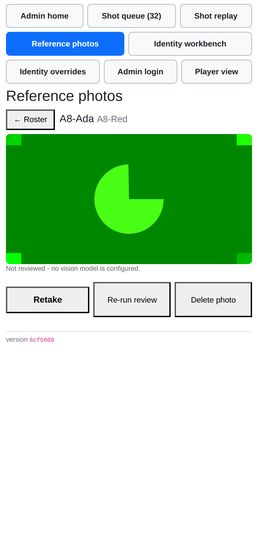 Admin home
Shot queue (32)
Shot replay
Reference photos
Identity workbench
Identity overrides
Admin login
Player view
Reference photos
← Roster
A8-Ada A8-Red
Not reviewed - no vision model is configured.
Retake
Re-run review
Delete photo
version 6cf5608